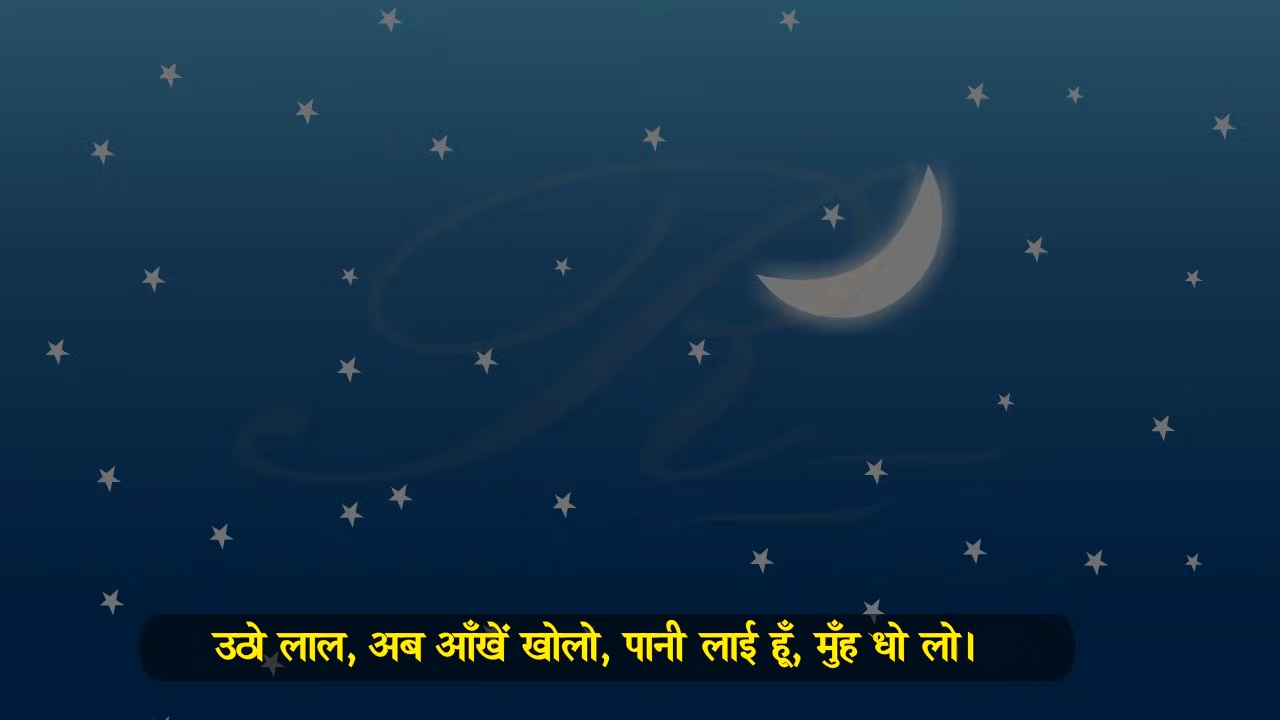 उठो लाल, अब आँखें खोलो, पानी लाई हूँ, मुँह धो लो।